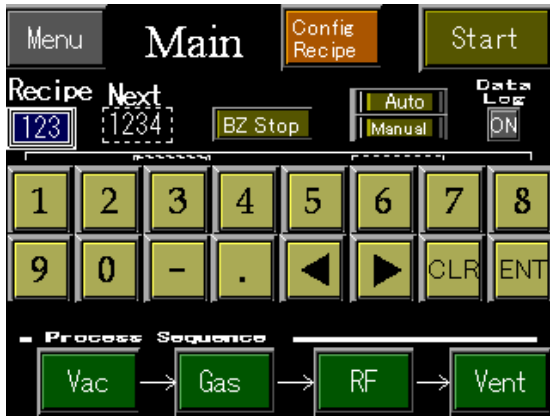 Menu Main Config Recipe Start
Recipe Next Data Log
123 1234 BZ Stop Auto Manual ON
1 2 3 4 5 6 7 8
9 0 - . ◀ ▶ CLR ENT
Process Sequence
Vac → Gas → RF → Vent